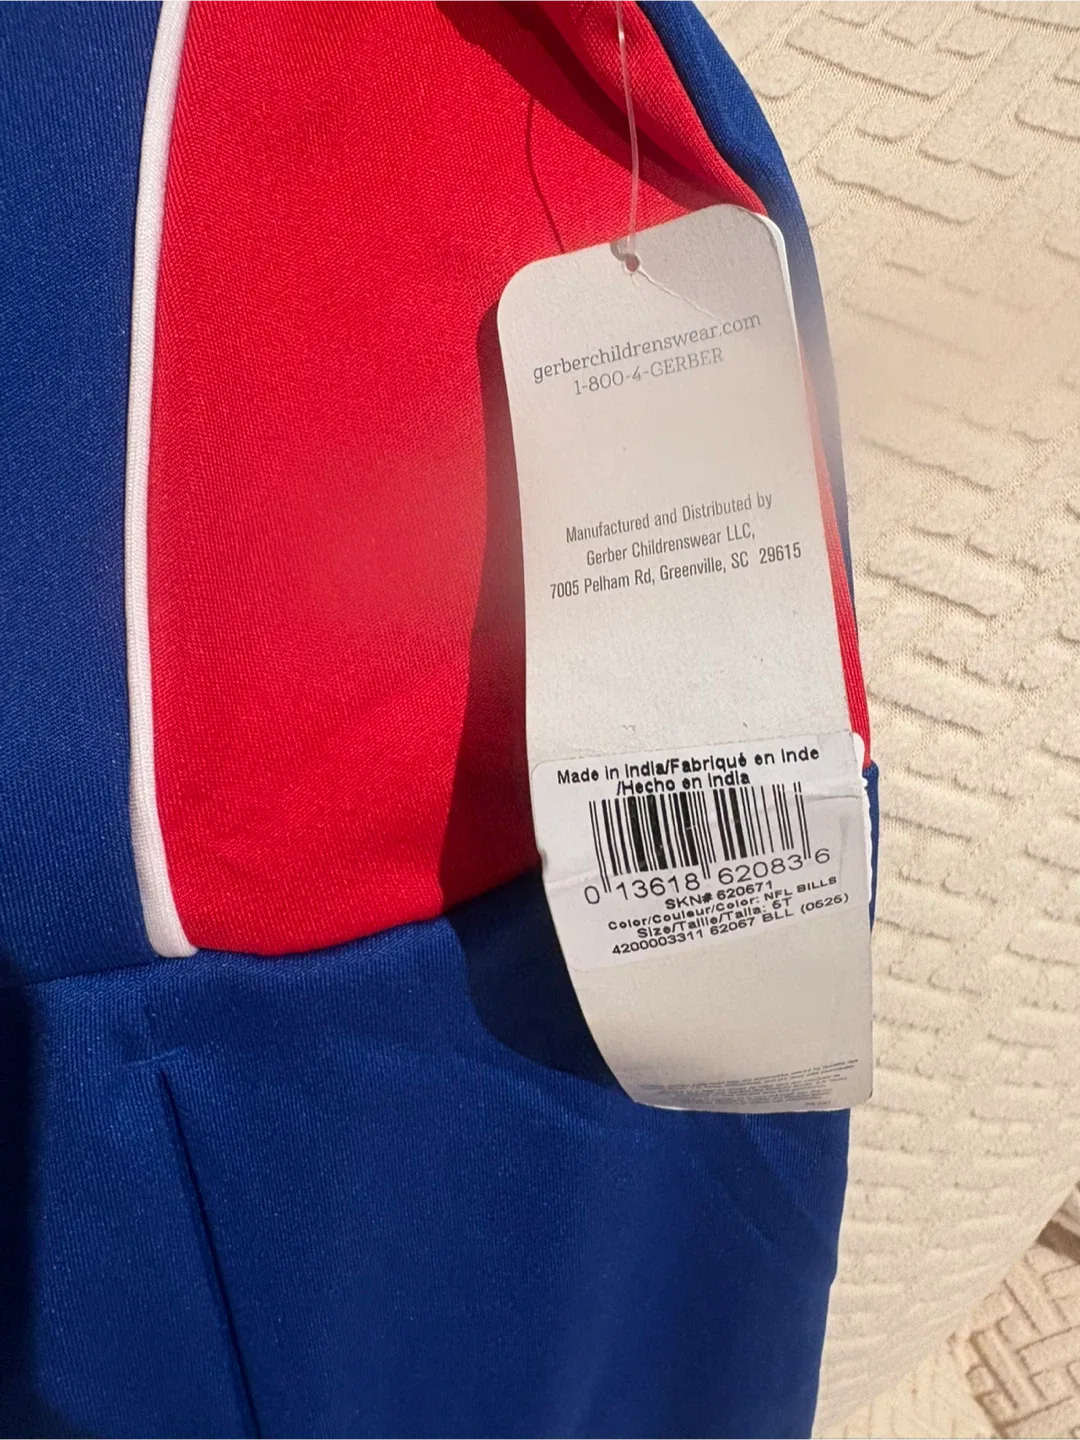 gerberchildrenswear.com
1-800-4-GERBER
Manufactured and Distributed by
Gerber Childrenswear LLC,
7005 Pelham Rd, Greenville, SC 29615
Made in India/Fabriqué en Inde
/Hecho en India
0 13618 62083 6
SKN# 620671
Color/Couleur/Color: NFL BILLS
Size/Taille/Talla: 5T
4200003311 62067 BLL (0525)